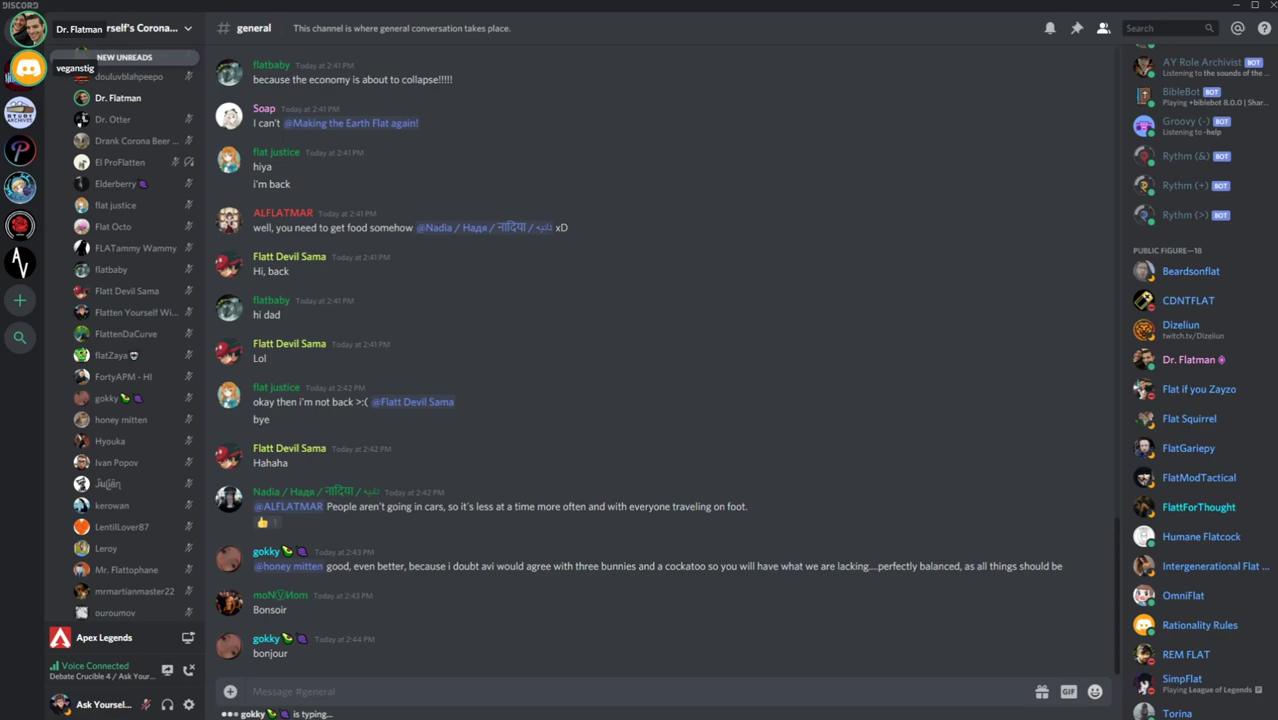 DISCORD
Dr. Flatman
rself's Corona...
general
This channel is where general conversation takes place.
Search
NEW UNREADS
veganstig
douluvblahpeepo
Dr. Flatman
Dr. Otter
Drank Corona Beer ...
El ProFlatten
Elderberry
flat justice
Flat Octo
FLATammy Wammy
flatbaby
Flatt Devil Sama
Flatten Yourself Wi...
FlattenDaCurve
flatZaya
FortyAPM - HI
gokky
honey mitten
Hyouka
Ivan Popov
kerowan
LentilLover87
Leroy
Mr. Flattophane
mrmartianmaster22
ouroumov
Apex Legends
Voice Connected
Debate Crucible 4 / Ask Your...
Ask Yoursel...
STUDY
ARCHIVES
flatbaby Today at 2:41 PM
because the economy is about to collapse!!!!!
Soap Today at 2:41 PM
I can't @Making the Earth Flat again!
flat justice Today at 2:41 PM
hiya
i'm back
ALFLATMAR Today at 2:41 PM
well, you need to get food somehow @Nadia / Надя / नादिया / نادیه xD
Flatt Devil Sama Today at 2:41 PM
Hi, back
flatbaby Today at 2:41 PM
hi dad
Flatt Devil Sama Today at 2:41 PM
Lol
flat justice Today at 2:42 PM
okay then i'm not back >:( @Flatt Devil Sama
bye
Flatt Devil Sama Today at 2:42 PM
Hahaha
Nadia / Надя / नादिया / نادیه Today at 2:42 PM
@ALFLATMAR People aren't going in cars, so it's less at a time more often and with everyone traveling on foot.
1
gokky Today at 2:43 PM
@honey mitten good, even better, because i doubt avi would agree with three bunnies and a cockatoo so you will have what we are lacking....perfectly balanced, as all things should be
moNⓋИom Today at 2:43 PM
Bonsoir
gokky Today at 2:44 PM
bonjour
Message #general
GIF
gokky is typing...
AY Role Archivist BOT
Listening to the sounds of the...
BibleBot BOT
Playing +biblebot 8.0.0 | Shar...
Groovy (-) BOT
Listening to -help
Rythm (&) BOT
Rythm (+) BOT
Rythm (>) BOT
PUBLIC FIGURE—18
Beardsonflat
CDNTFLAT
Dizeliun
twitch.tv/Dizeliun
Dr. Flatman
Flat if you Zayzo
Flat Squirrel
FlatGariepy
FlatModTactical
FlattForThought
Humane Flatcock
Intergenerational Flat ...
OmniFlat
Rationality Rules
REM FLAT
SimpFlat
Playing League of Legends
Torina